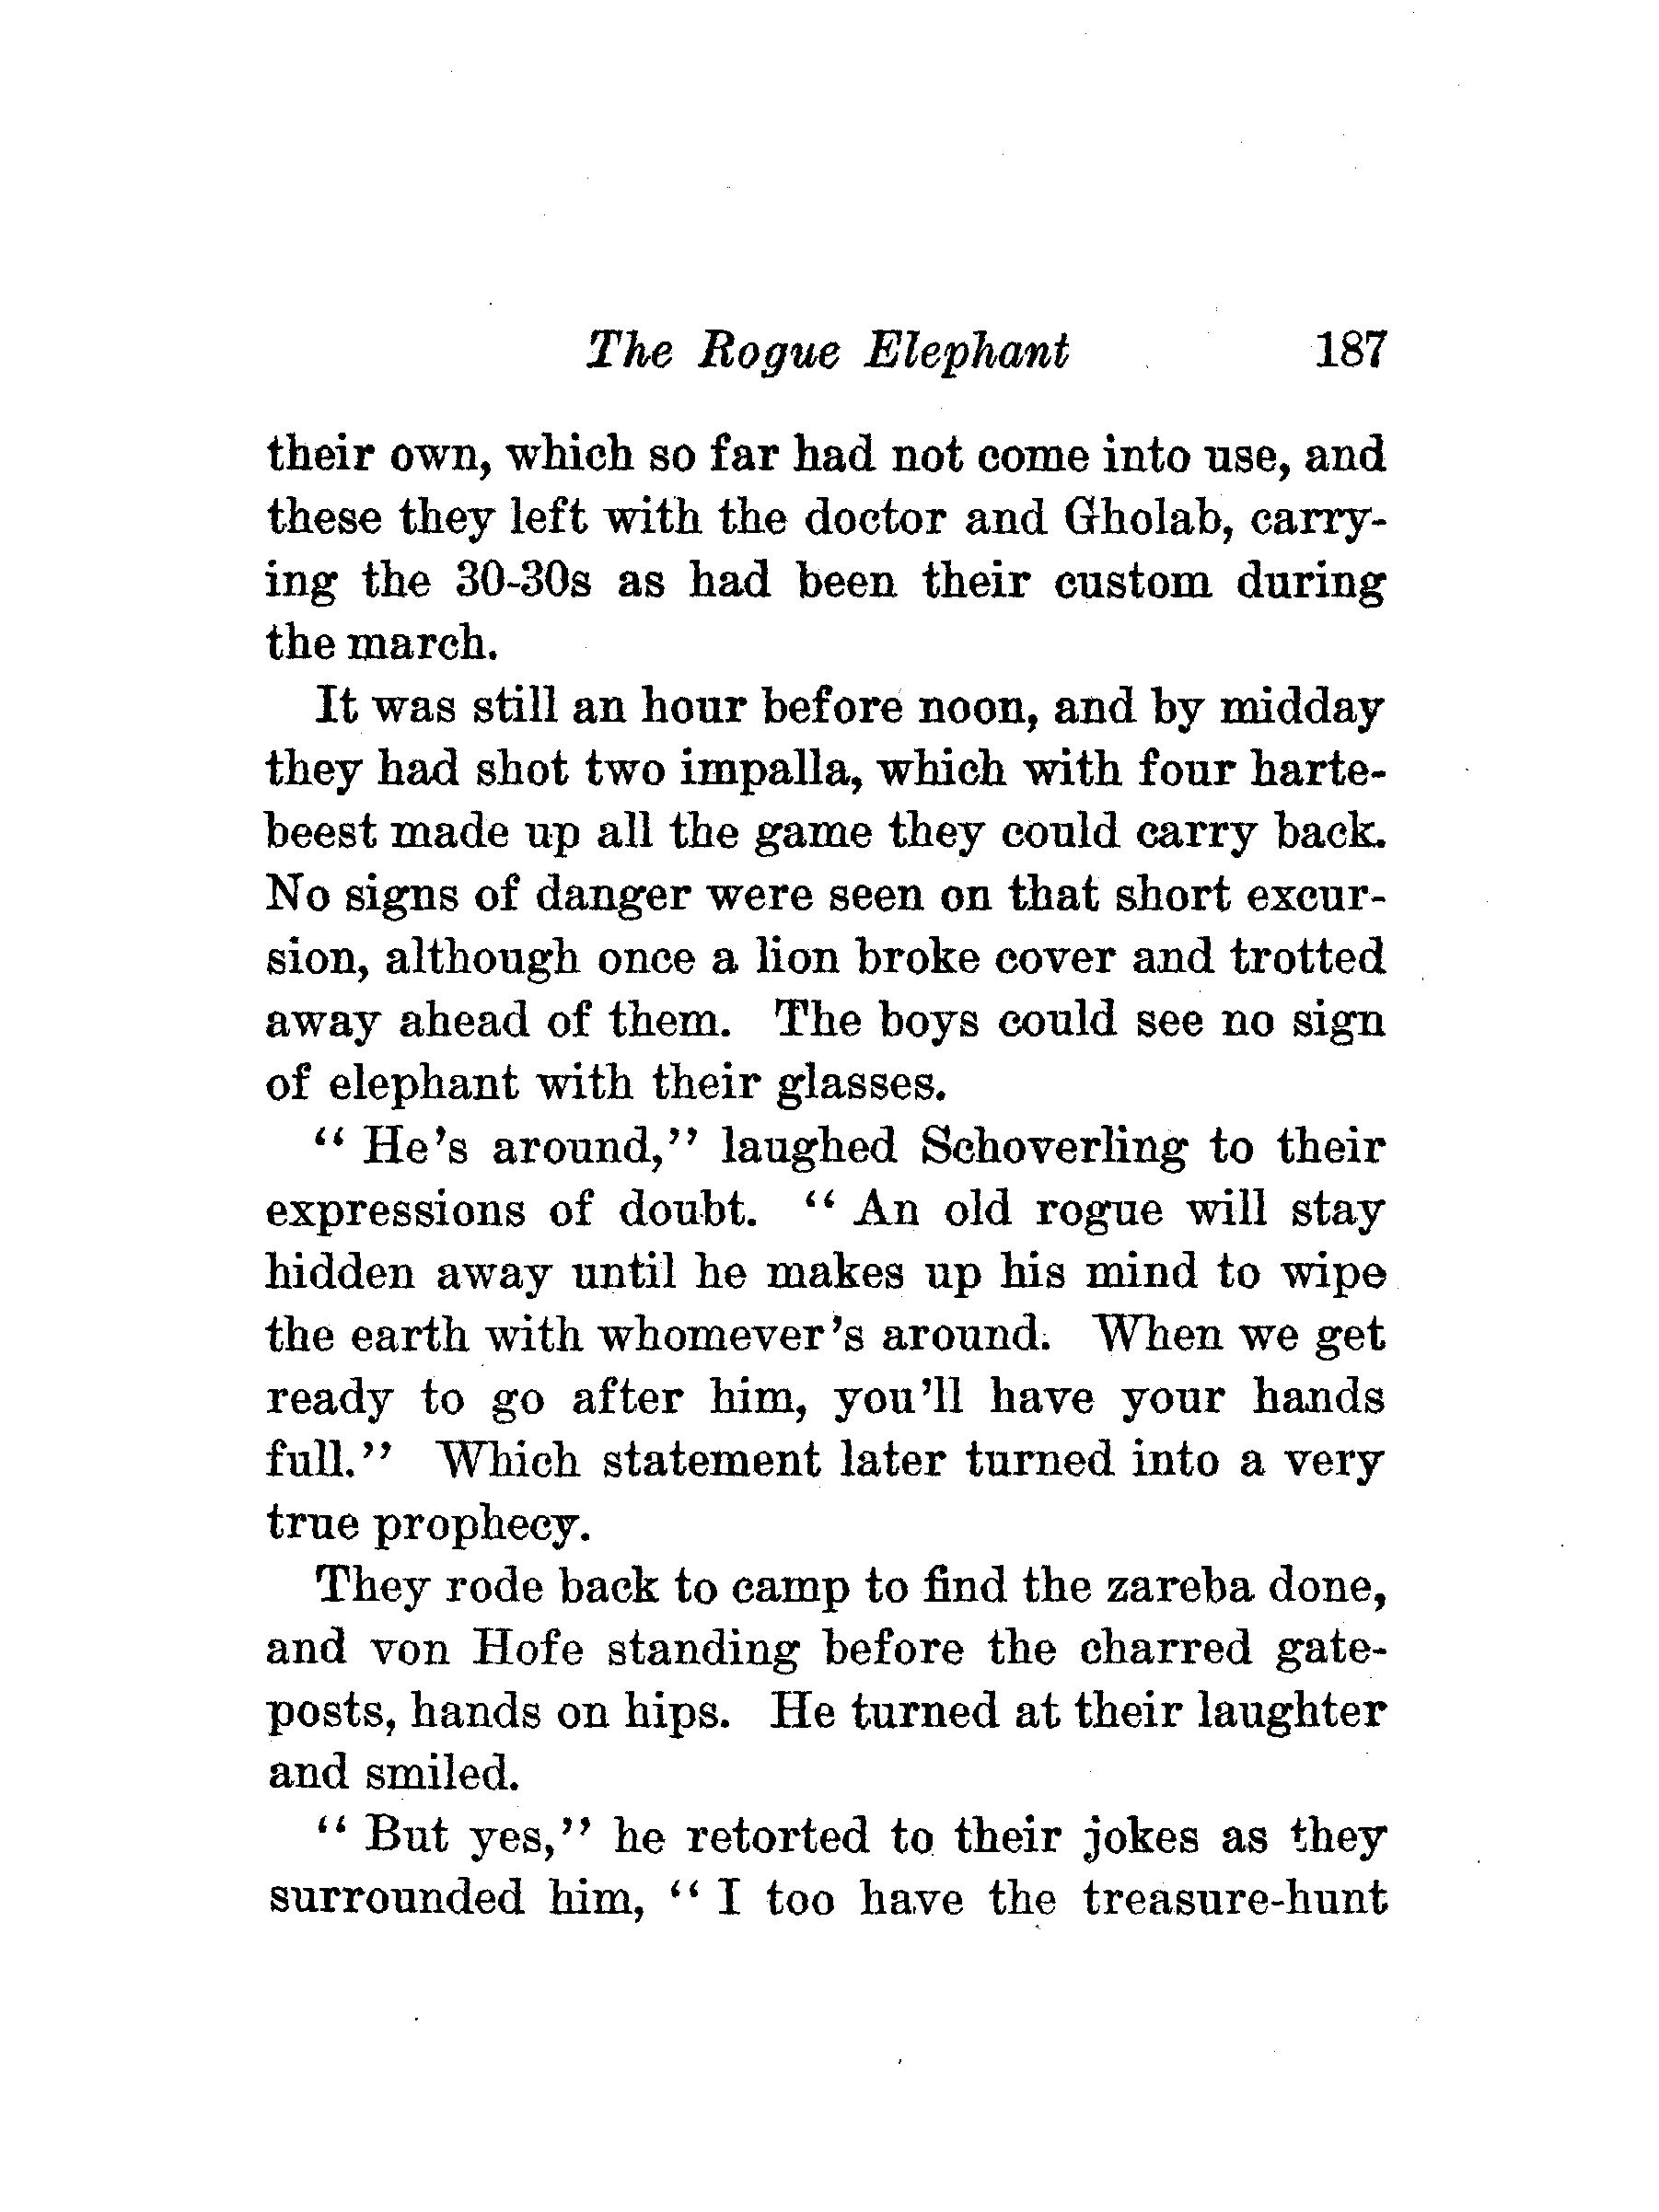 The Rogue Elephant 187
their own, which so far had not come into use, and
these they left with the doctor and Gholab, carry-
ing the 30-30s as had been their custom during
the march.
It was still an hour before noon, and by midday
they had shot two impalla, which with four harte-
beest made up all the game they could carry back.
No signs of danger were seen on that short excur-
sion, although once a lion broke cover and trotted
away ahead of them. The boys could see no sign
of elephant with their glasses.
“ He's around,” laughed Schoverling to their
expressions of doubt. “ An old rogue will stay
hidden away until he makes up his mind to wipe
the earth with whomever's around. When we get
ready to go after him, you'll have your hands
full.” Which statement later turned into a very
true prophecy.
They rode back to camp to find the zareba done,
and von Hofe standing before the charred gate-
posts, hands on hips. He turned at their laughter
and smiled.
“ But yes,” he retorted to their jokes as they
surrounded him, “ I too have the treasure-hunt